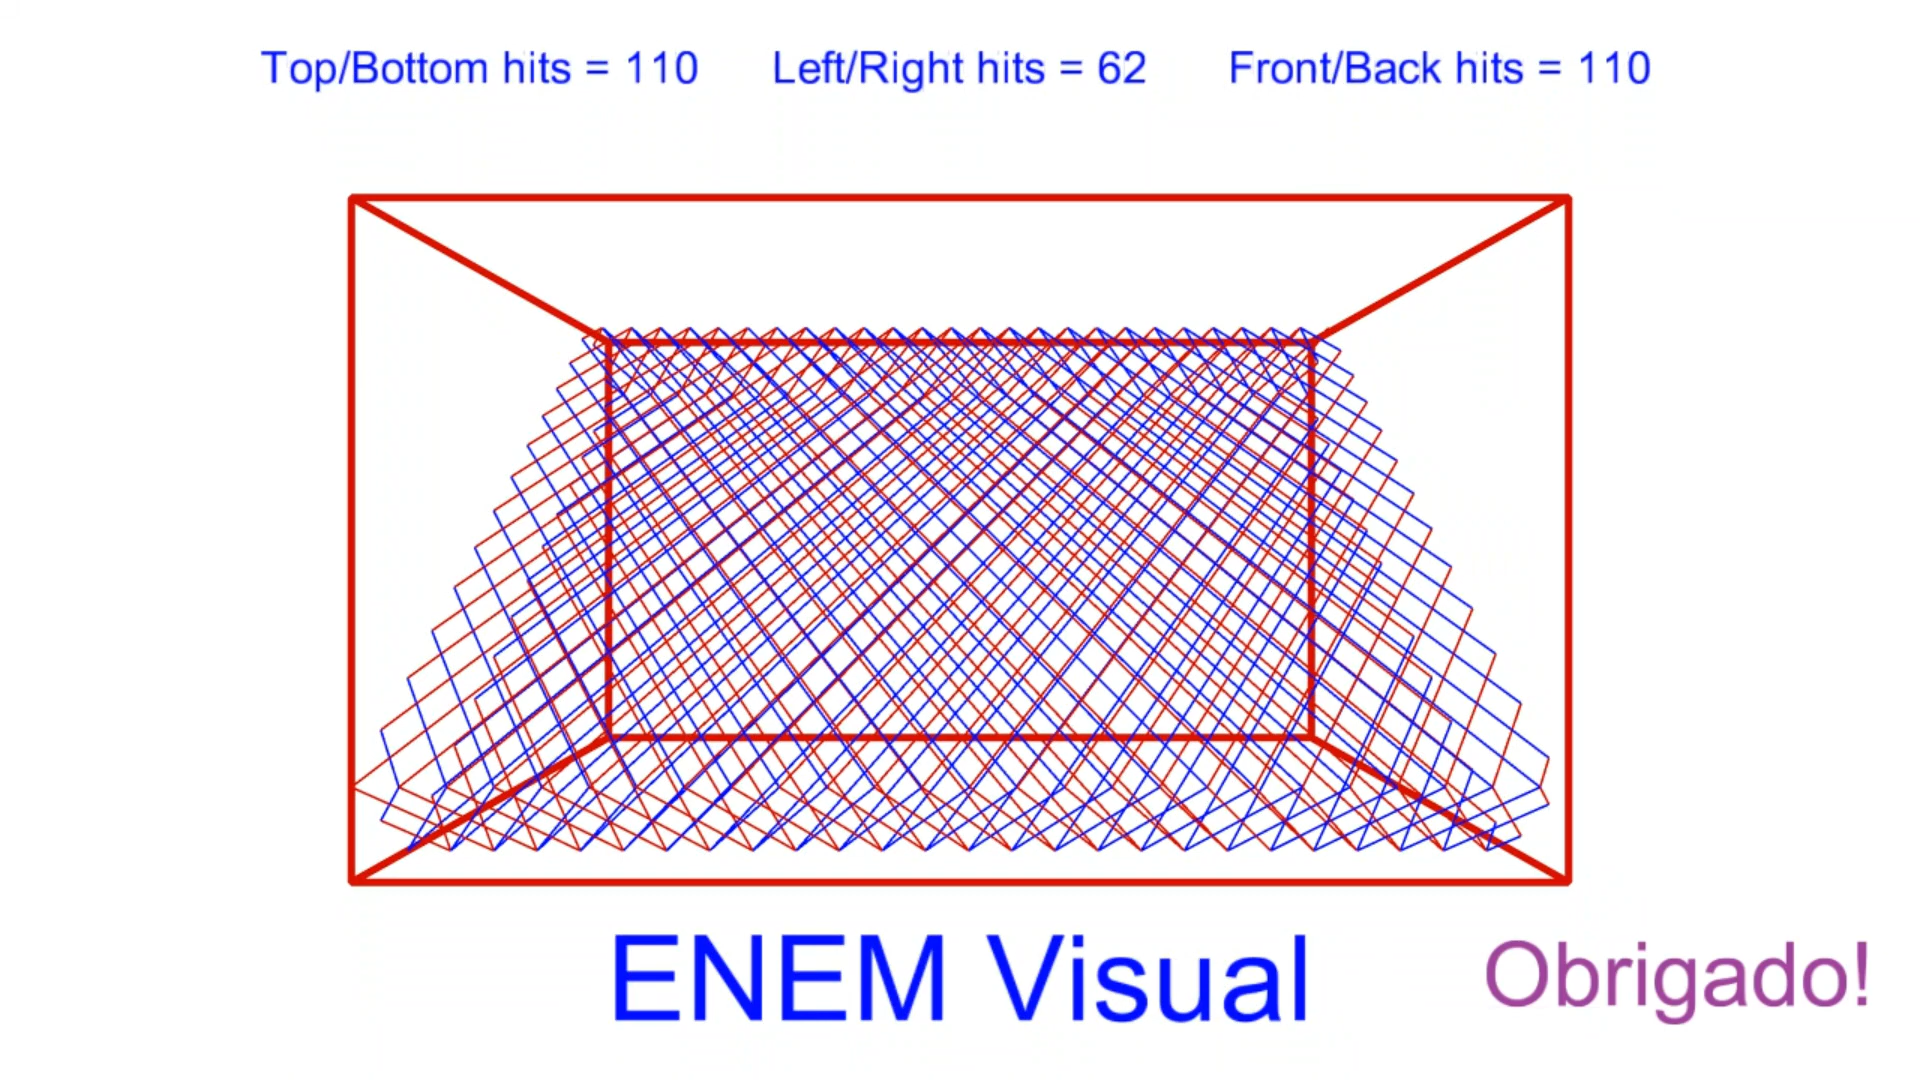 Top/Bottom hits = 110 Left/Right hits = 62 Front/Back hits = 110
ENEM Visual
Obrigado!